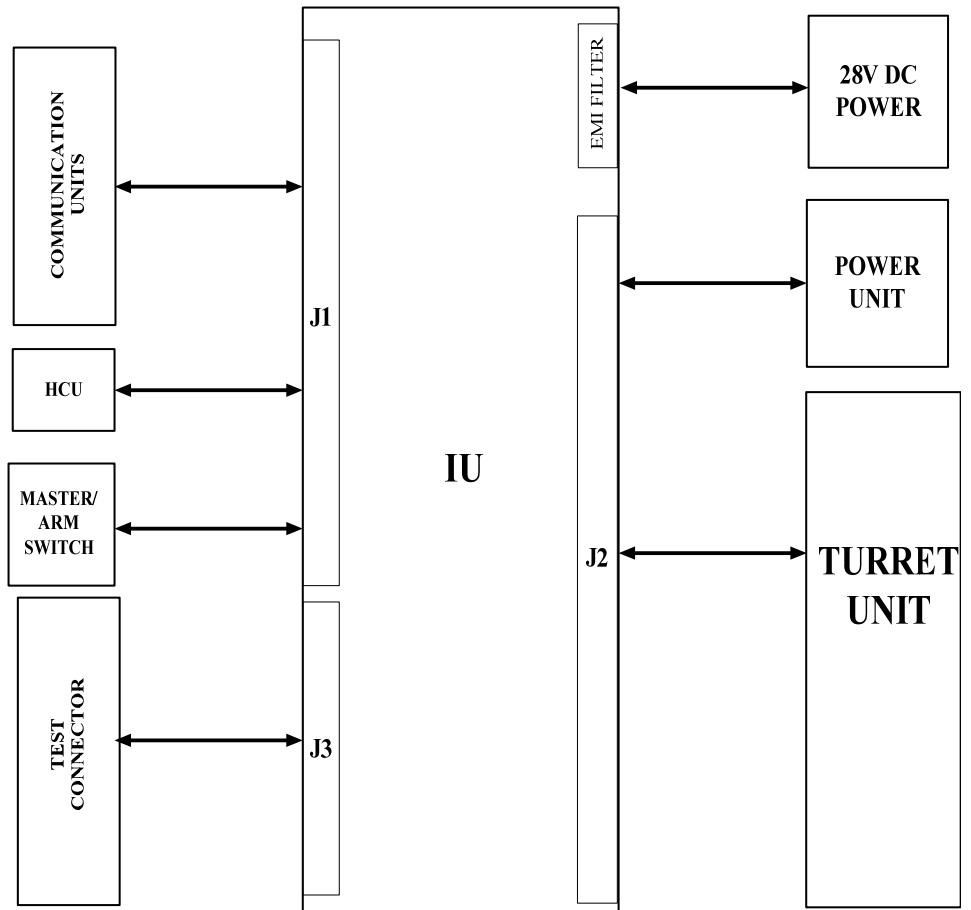 COMMUNICATION
UNITS
HCU
MASTER/
ARM
SWITCH
TEST
CONNECTOR
J1
J3
IU
EMI FILTER
J2
28V DC
POWER
POWER
UNIT
TURRET
UNIT